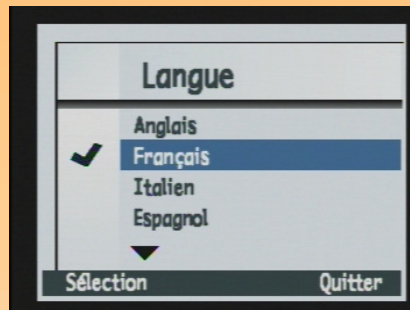 Langue
Anglais
Français
Italien
Espagnol
Sélection Quitter